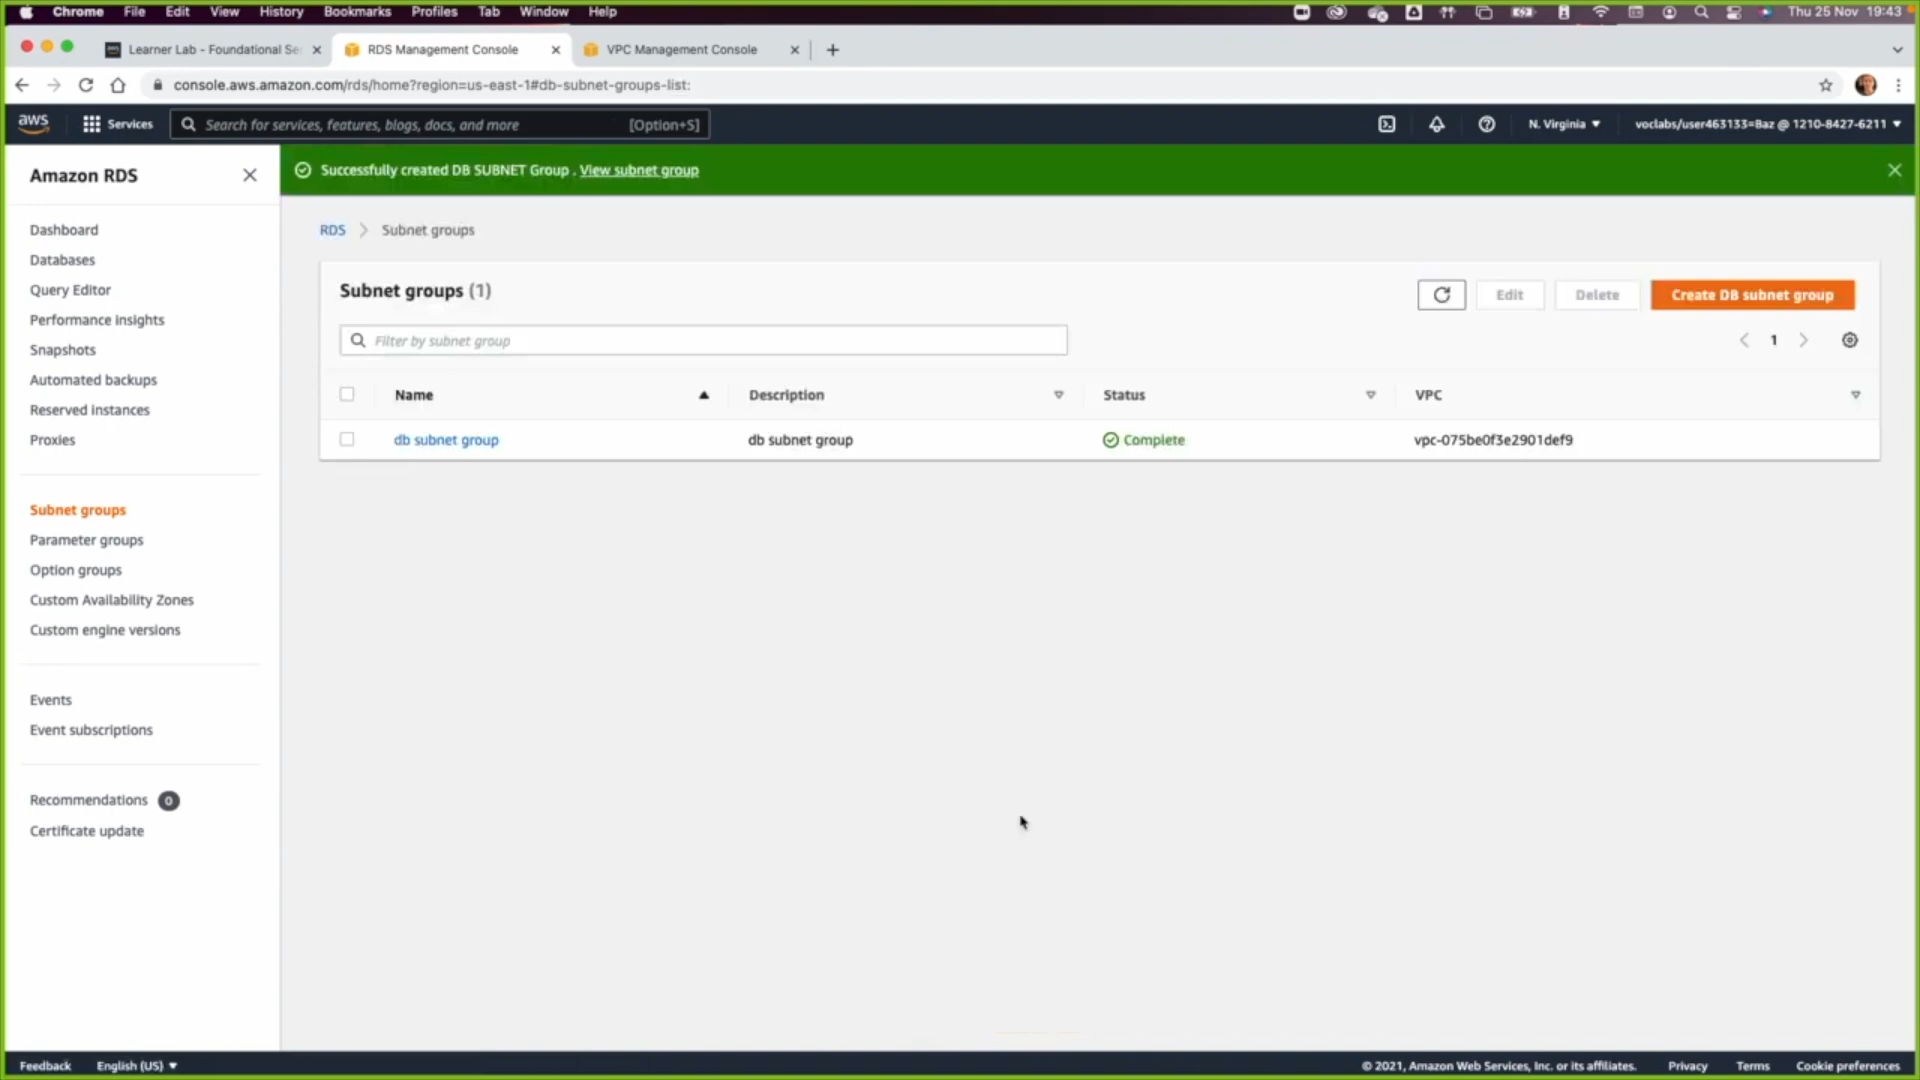 Chrome File Edit View History Bookmarks Profiles Tab Window Help Thu 25 Nov 19:43
Learner Lab - Foundational Se RDS Management Console VPC Management Console
console.aws.amazon.com/rds/home?region=us-east-1#db-subnet-groups-list:
aws Services Search for services, features, blogs, docs, and more [Option+S] N. Virginia voclabs/user463133=Baz @ 1210-8427-6211
Amazon RDS
Successfully created DB SUBNET Group . View subnet group
Dashboard
Databases
Query Editor
Performance Insights
Snapshots
Automated backups
Reserved instances
Proxies
Subnet groups
Parameter groups
Option groups
Custom Availability Zones
Custom engine versions
Events
Event subscriptions
Recommendations 0
Certificate update
RDS Subnet groups
Subnet groups (1) Edit Delete Create DB subnet group
Filter by subnet group 1
Name Description Status VPC
db subnet group db subnet group Complete vpc-075be0f3e2901def9
Feedback English (US) © 2021, Amazon Web Services, Inc. or its affiliates. Privacy Terms Cookie preferences